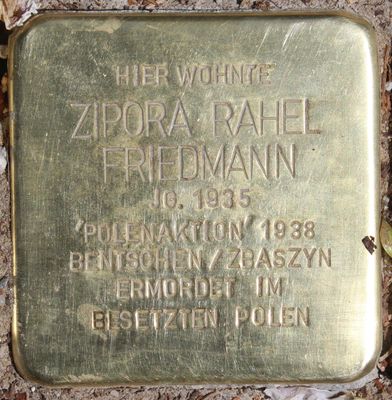 HIER WOHNTE
ZIPORA RAHEL
FRIEDMANN
JG. 1935
'POLENAKTION' 1938
BENTSCHEN / ZBASZYN
ERMORDET IM
BESETZTEN POLEN